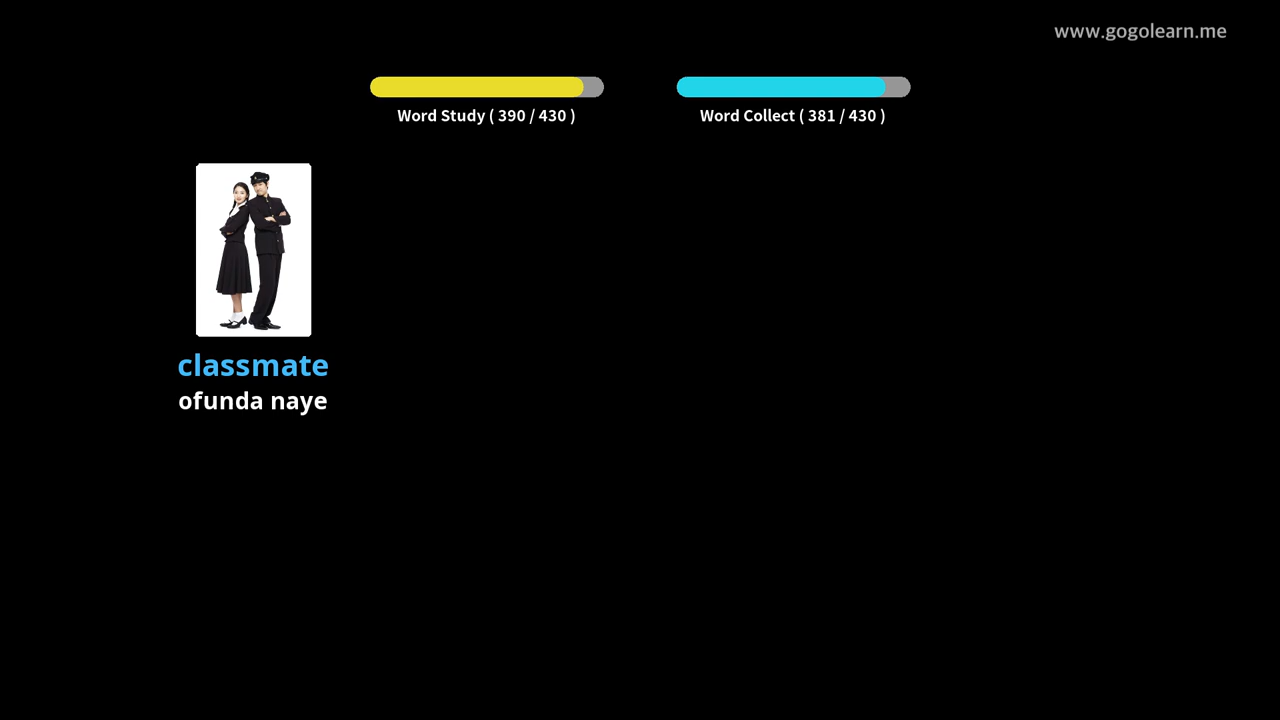 www.gogolearn.me
Word Study ( 390 / 430 )
Word Collect ( 381 / 430 )
classmate
ofunda naye